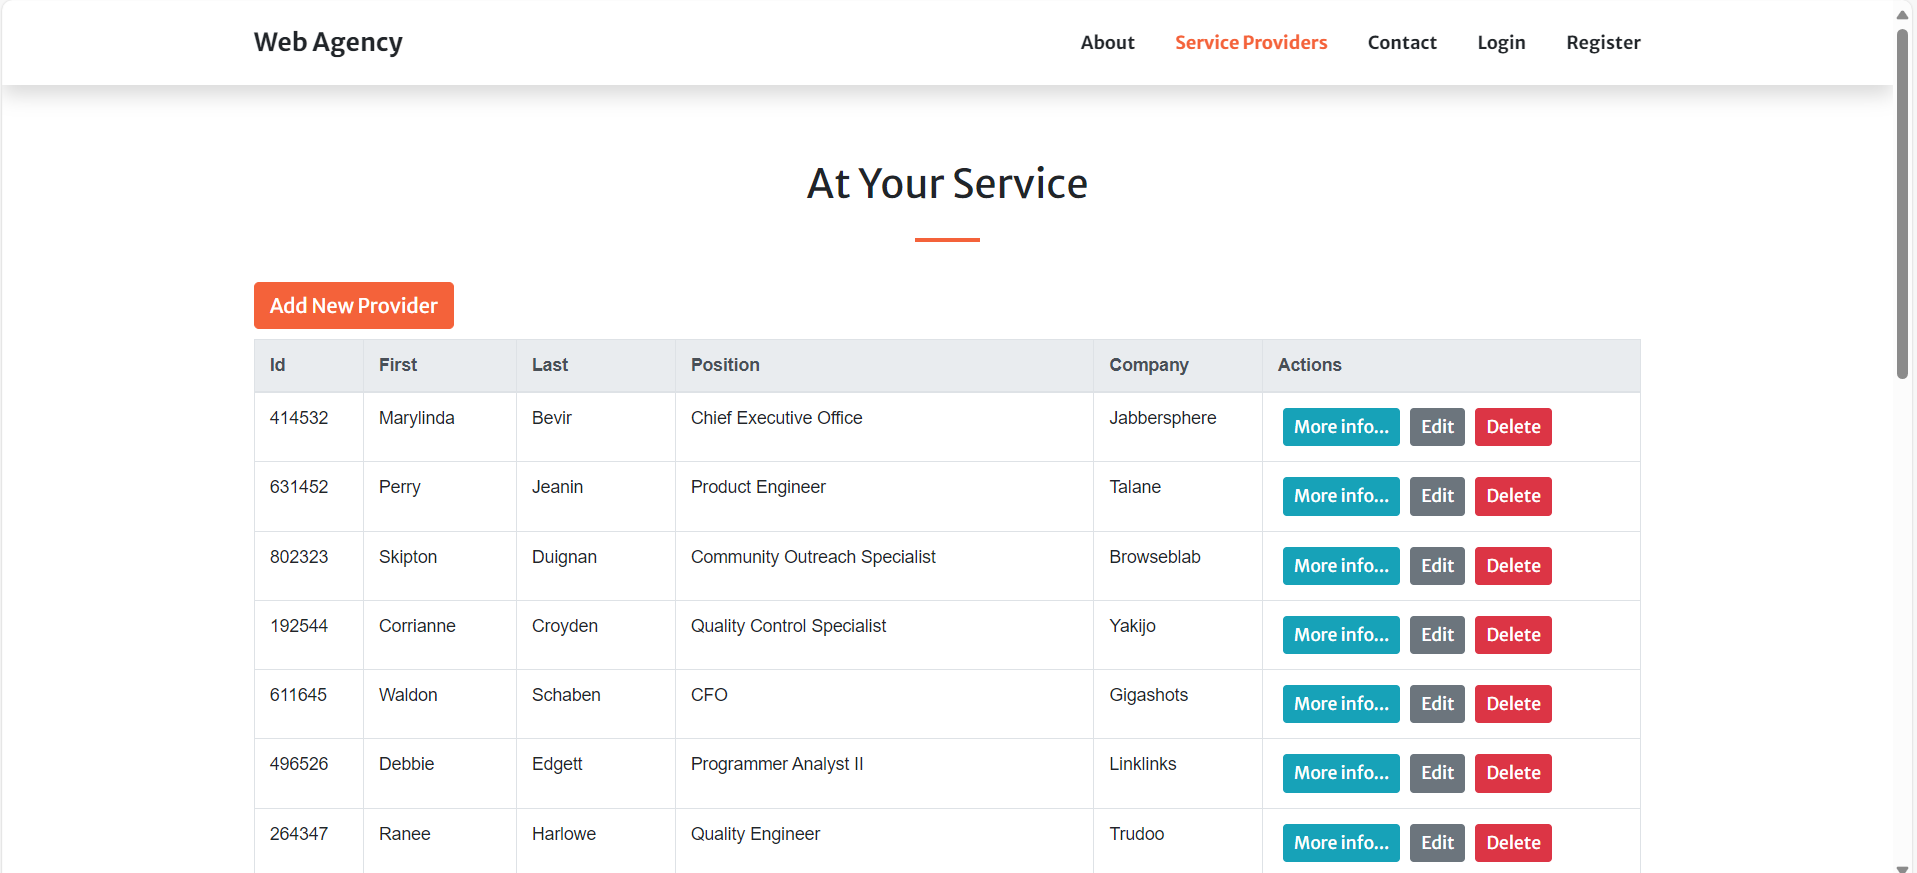 Web Agency About Service Providers Contact Login Register
At Your Service
Add New Provider
Id First Last Position Company Actions
414532 Marylinda Bevir Chief Executive Office Jabbersphere More info... Edit Delete
631452 Perry Jeanin Product Engineer Talane More info... Edit Delete
802323 Skipton Duignan Community Outreach Specialist Browseblab More info... Edit Delete
192544 Corrianne Croyden Quality Control Specialist Yakijo More info... Edit Delete
611645 Waldon Schaben CFO Gigashots More info... Edit Delete
496526 Debbie Edgett Programmer Analyst II Linklinks More info... Edit Delete
264347 Ranee Harlowe Quality Engineer Trudoo More info... Edit Delete